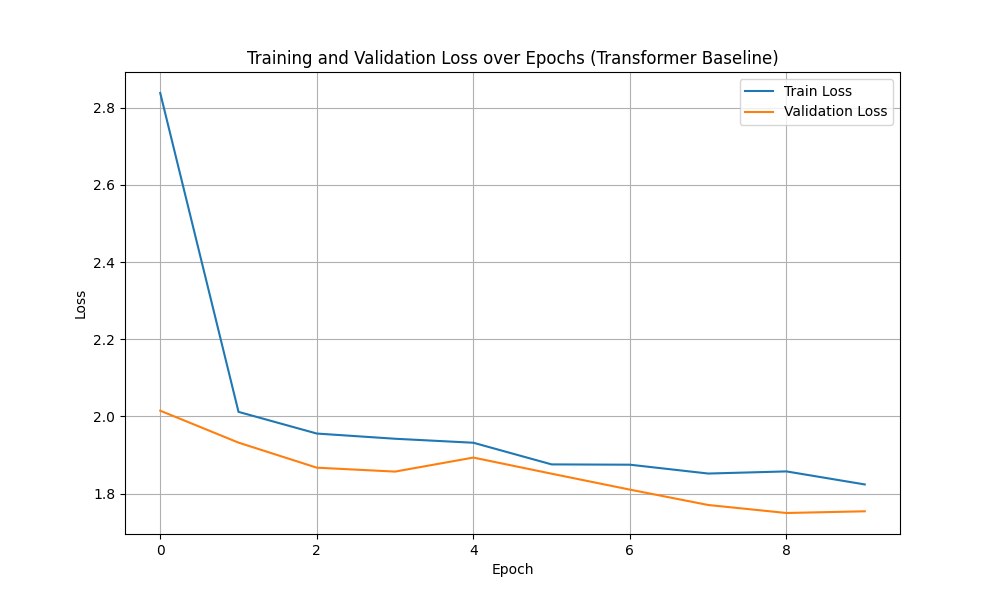 Training and Validation Loss over Epochs (Transformer Baseline)
Train Loss
Validation Loss
2.8
2.6
2.4
2.2
2.0
1.8
Loss
0
2
4
6
8
Epoch